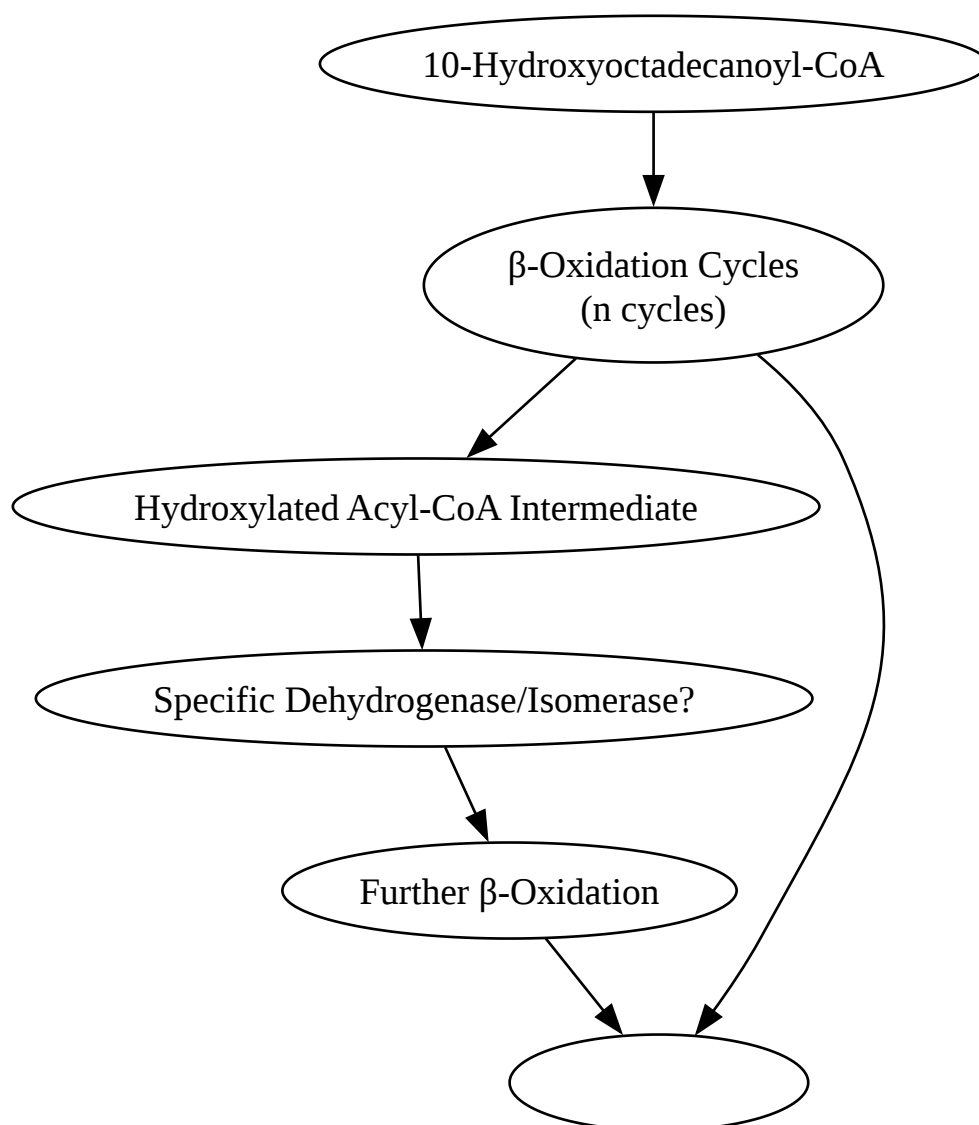 10-Hydroxyoctadecanoyl-CoA
β-Oxidation Cycles
(n cycles)
Hydroxylated Acyl-CoA Intermediate
Specific Dehydrogenase/Isomerase?
Further β-Oxidation